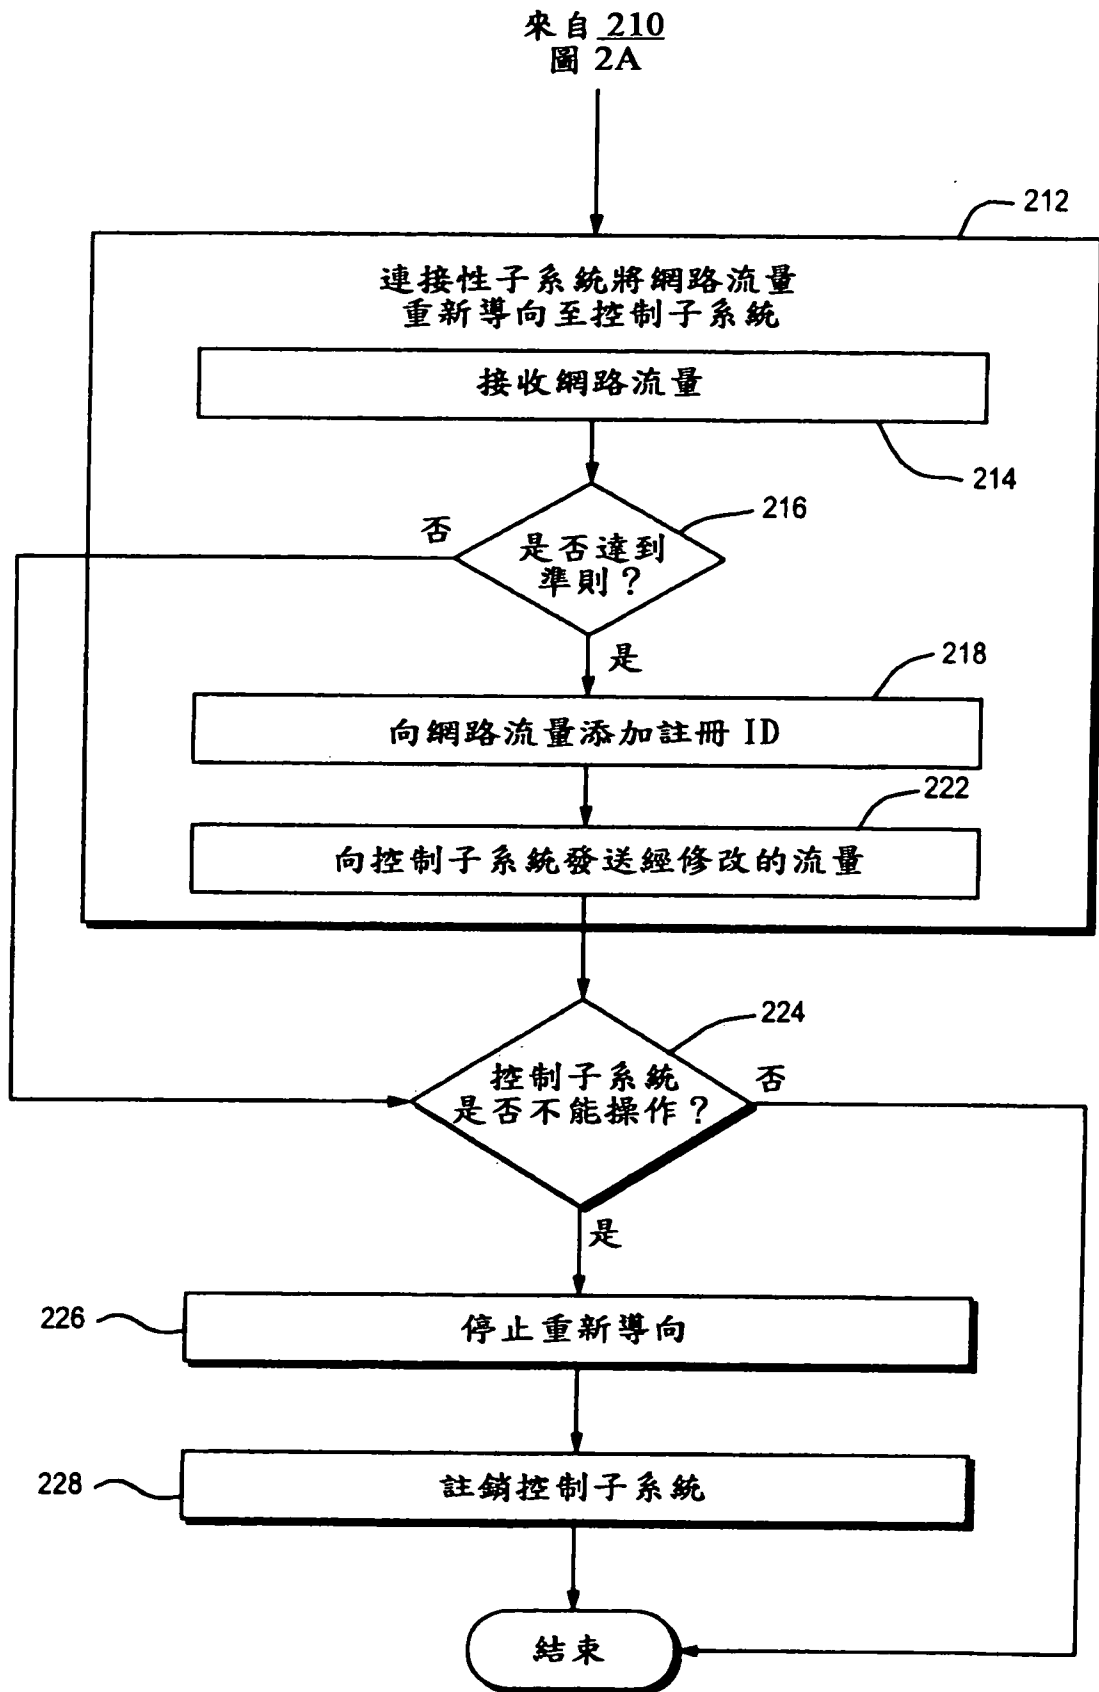 來自 210
圖 2A
212
連接性子系統將網路流量
重新導向至控制子系統
接收網路流量
214
216
否
是否達到
準則？
是
218
向網路流量添加註冊 ID
222
向控制子系統發送經修改的流量
224
控制子系統
是否不能操作？
否
是
226
停止重新導向
228
註銷控制子系統
結束